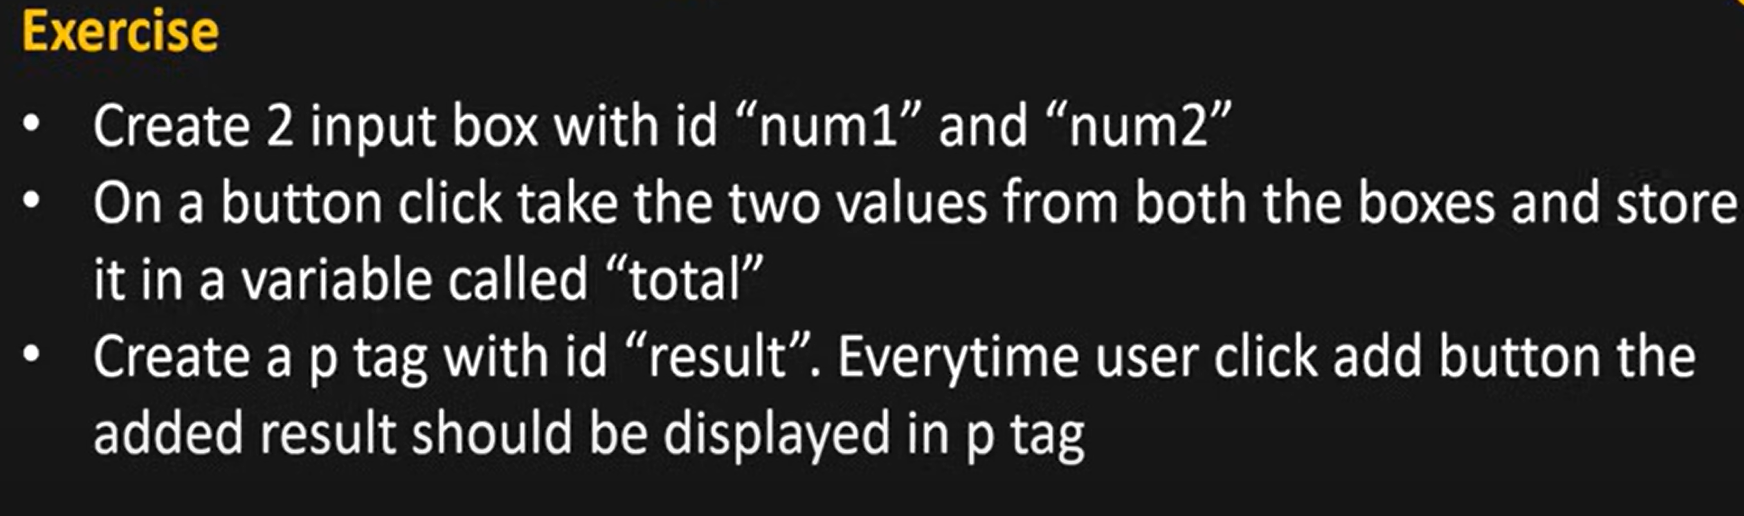 Exercise
• Create 2 input box with id “num1” and “num2”
• On a button click take the two values from both the boxes and store
it in a variable called “total”
• Create a p tag with id “result”. Everytime user click add button the
added result should be displayed in p tag